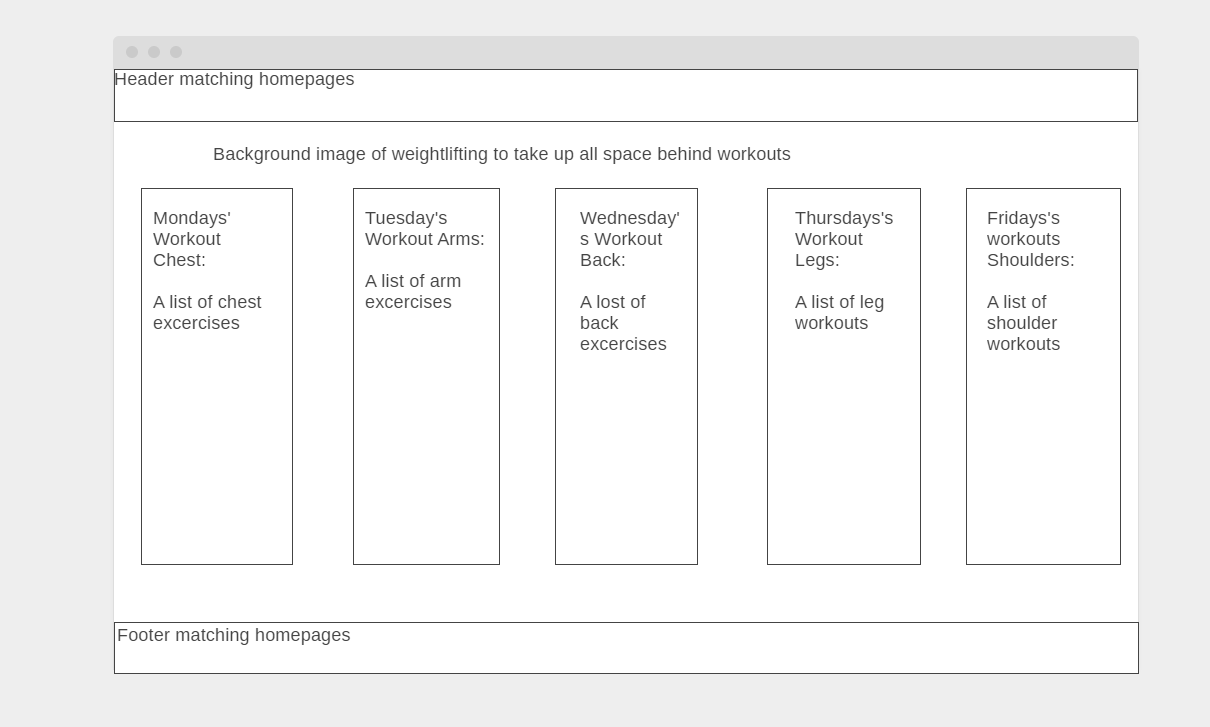 Header matching homepages
Background image of weightlifting to take up all space behind workouts
Mondays'
Workout
Chest:
A list of chest
excercises
Tuesday's
Workout Arms:
A list of arm
excercises
Wednesday'
s Workout
Back:
A lost of
back
excercises
Thursdays's
Workout
Legs:
A list of leg
workouts
Fridays's
workouts
Shoulders:
A list of
shoulder
workouts
Footer matching homepages